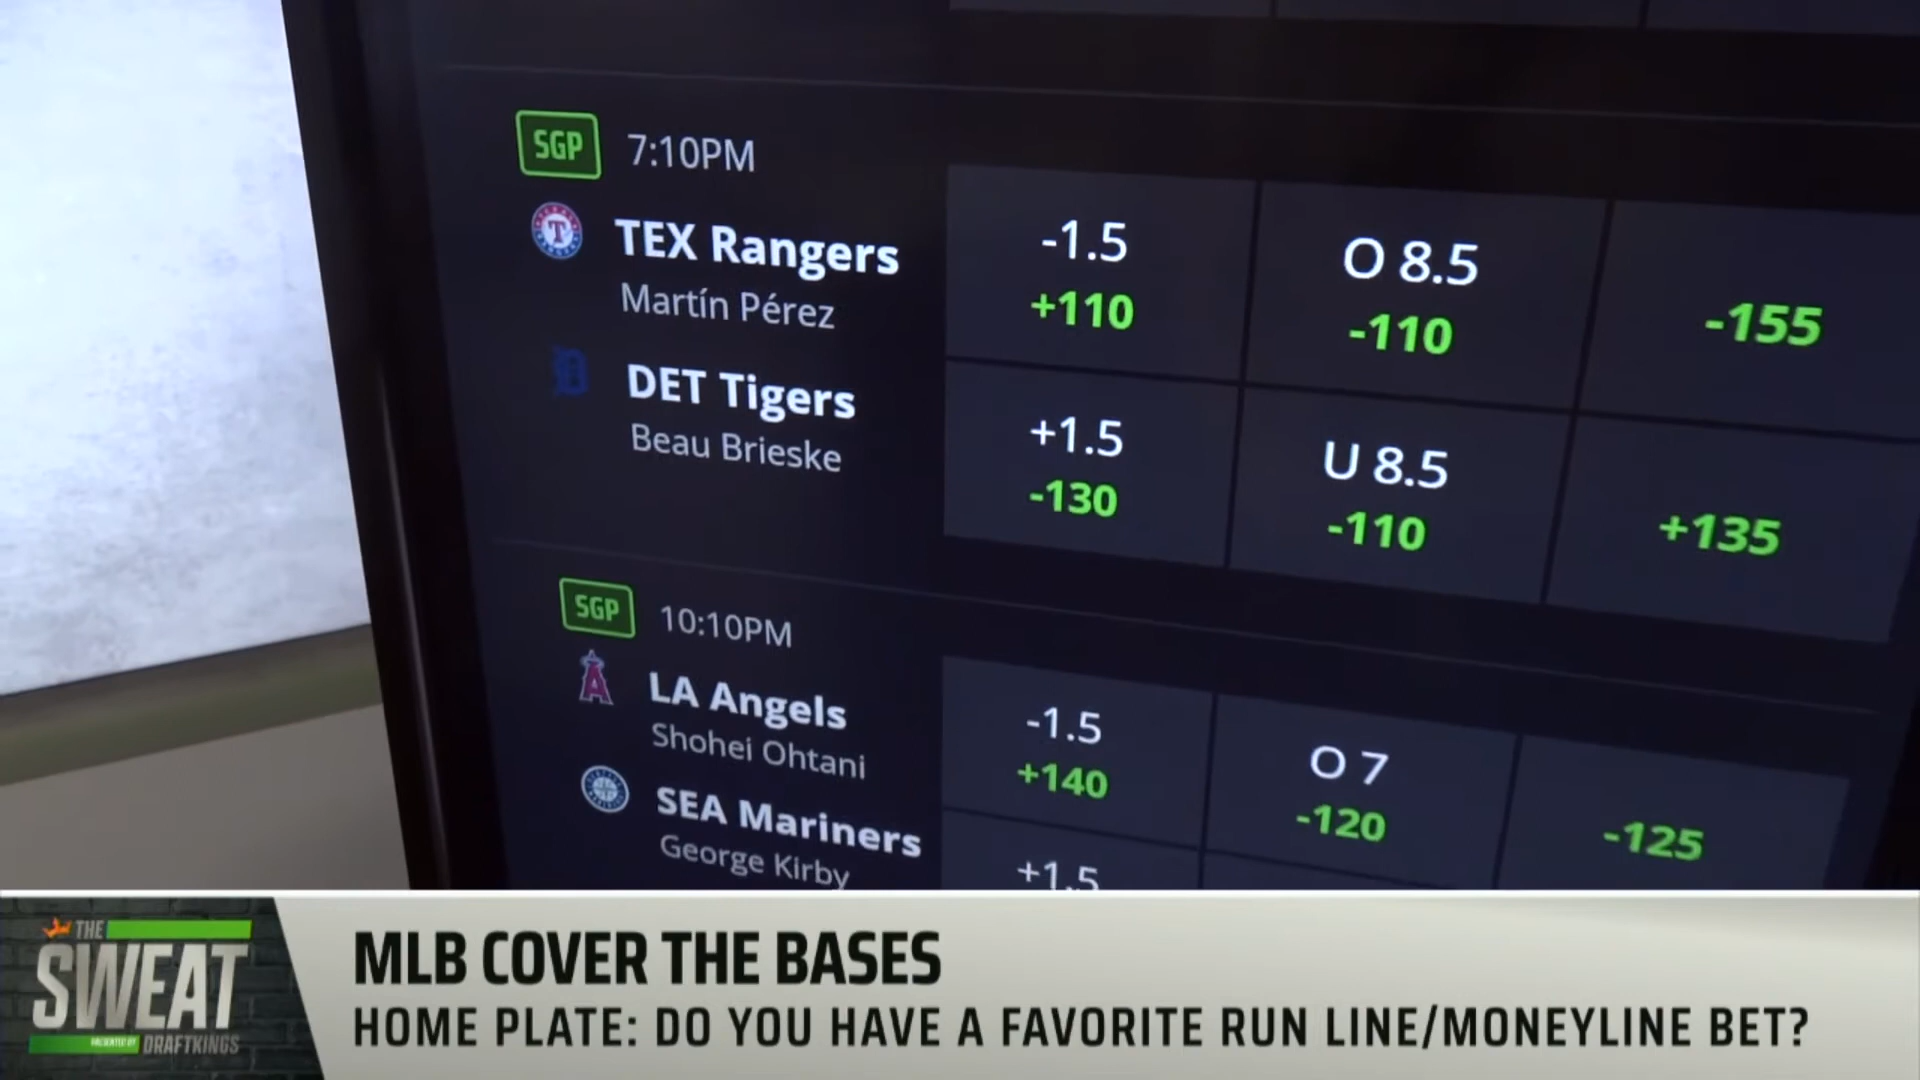 SGP 7:10PM
TEX Rangers
Martín Pérez
-1.5
+110
O 8.5
-110
-155
DET Tigers
Beau Brieske
+1.5
-130
U 8.5
-110
+135
SGP 10:10PM
LA Angels
Shohei Ohtani
-1.5
+140
O 7
-120
-125
SEA Mariners
George Kirby
+1.5
THE
SWEAT
PRESENTED BY DRAFTKINGS
MLB COVER THE BASES
HOME PLATE: DO YOU HAVE A FAVORITE RUN LINE/MONEYLINE BET?